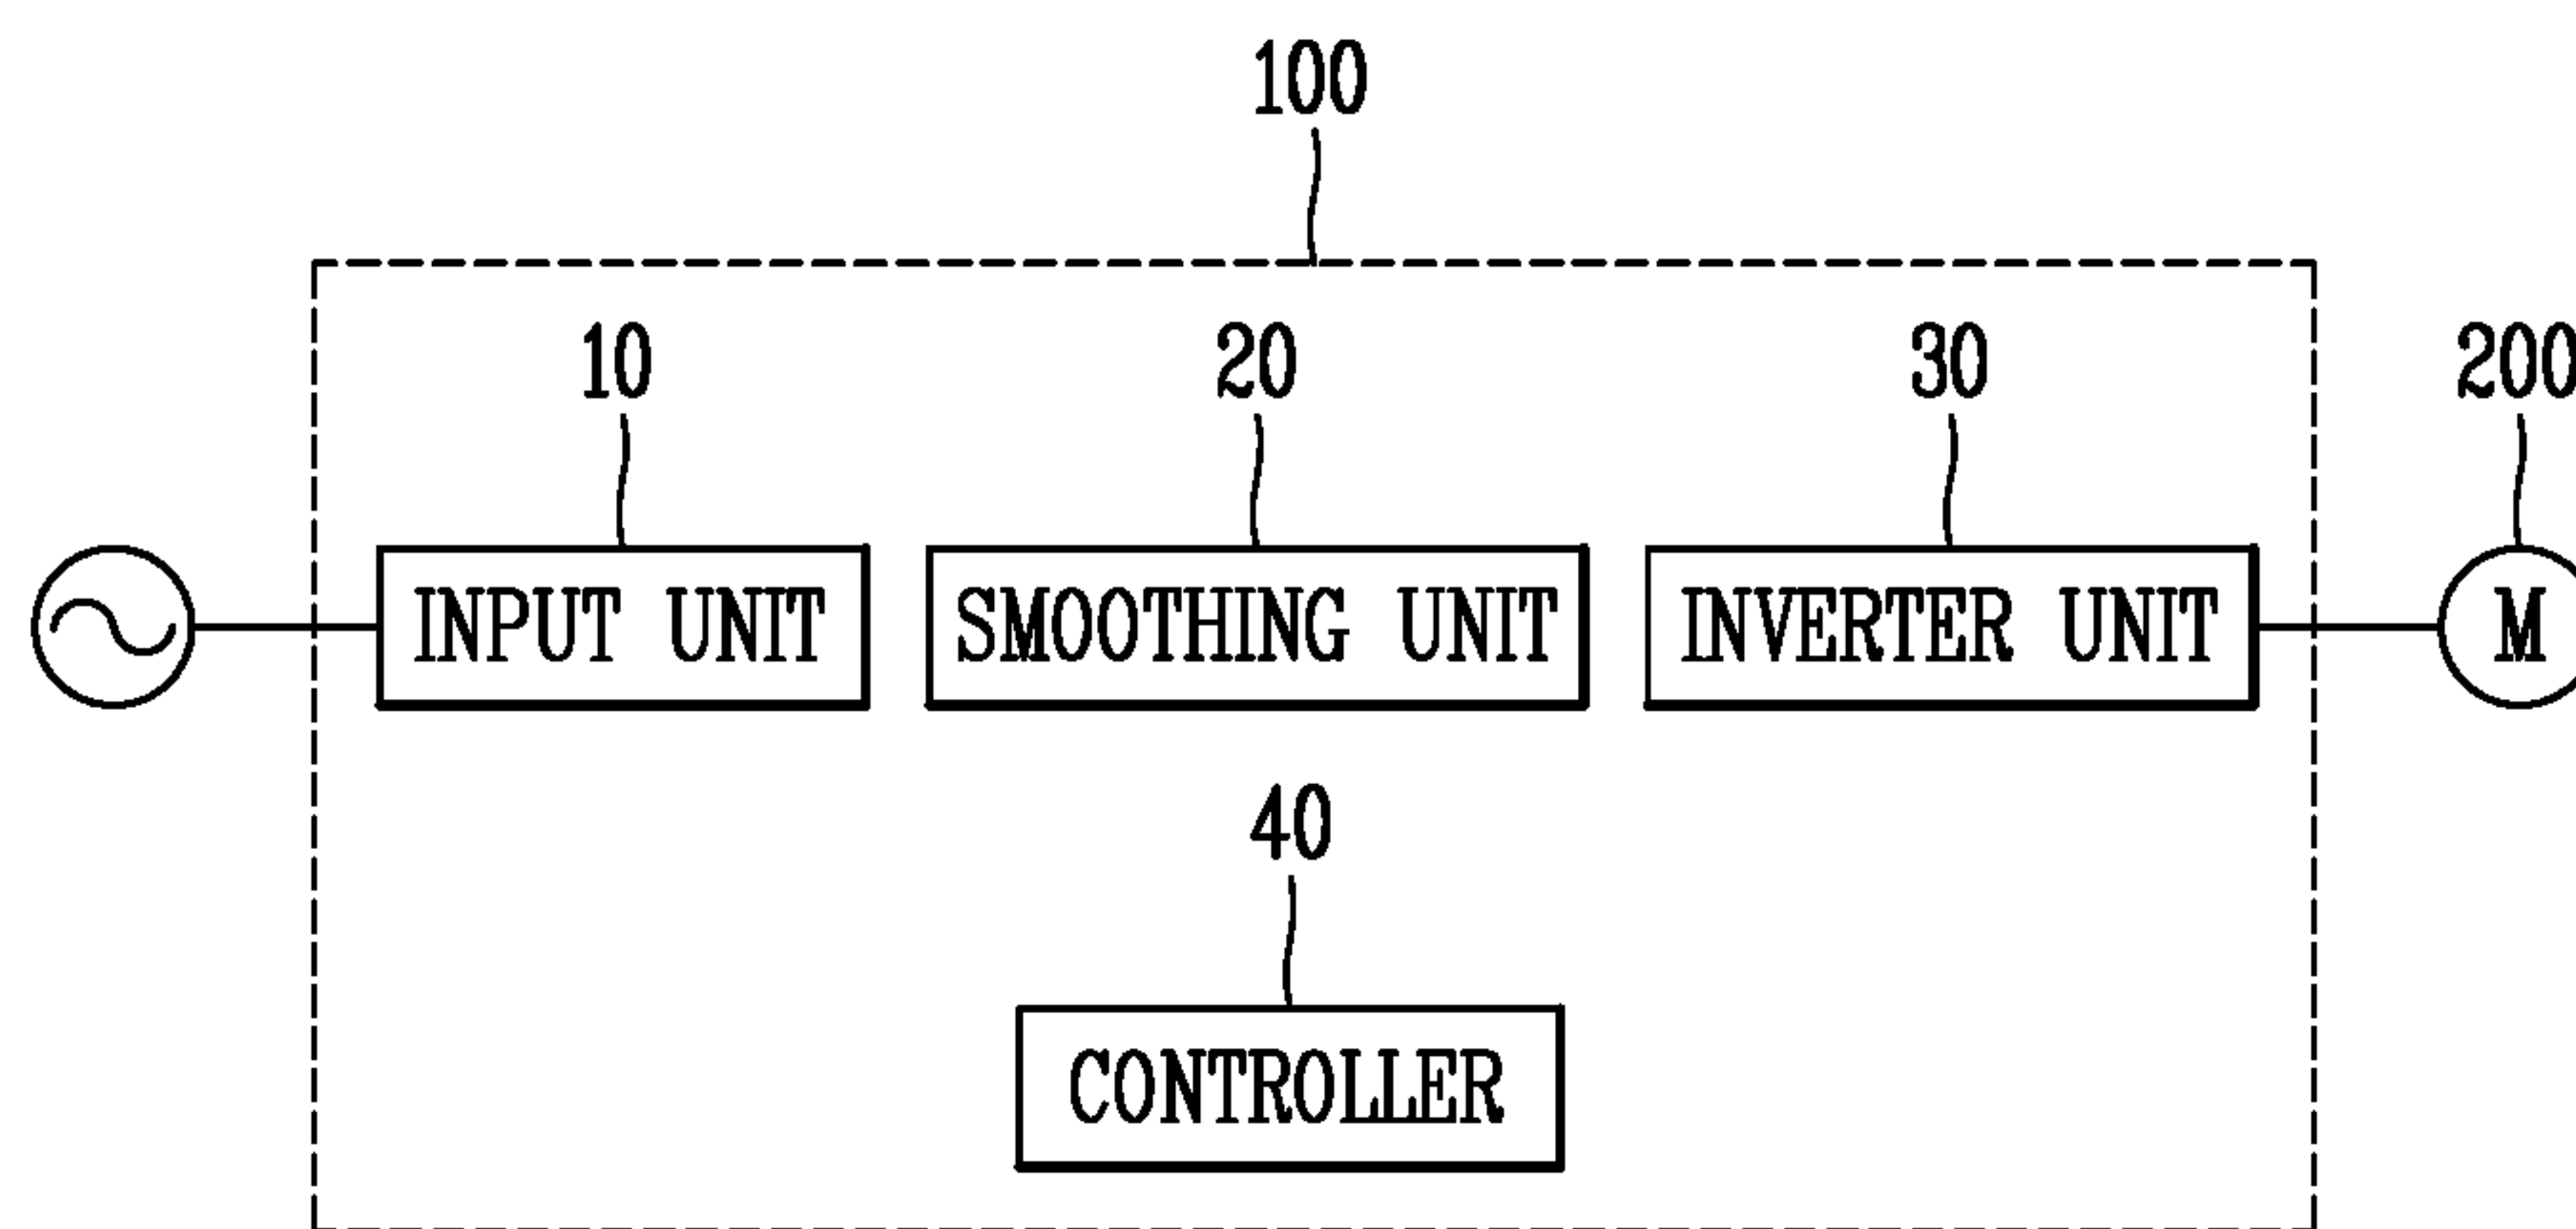 100
10 20 30 200
INPUT UNIT SMOOTHING UNIT INVERTER UNIT M
40
CONTROLLER